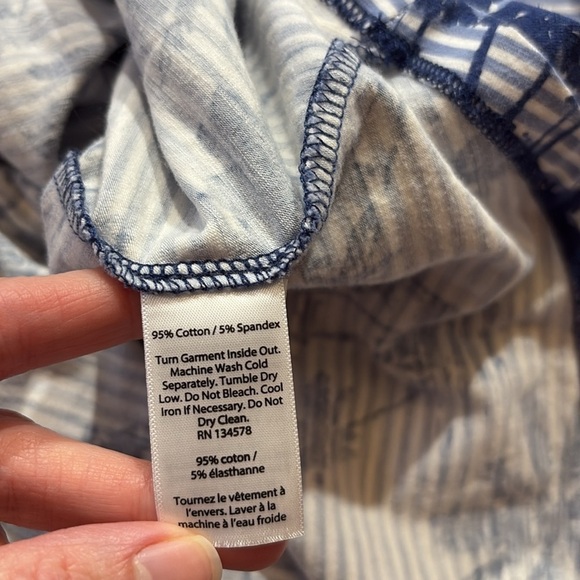 95% Cotton / 5% Spandex
Turn Garment Inside Out.
Machine Wash Cold
Separately. Tumble Dry
Low. Do Not Bleach. Cool
Iron if Necessary. Do Not
Dry Clean.
RN 134578
95% coton /
5% élasthanne
Tournez le vêtement à
l'envers. Laver à la
machine à l'eau froide